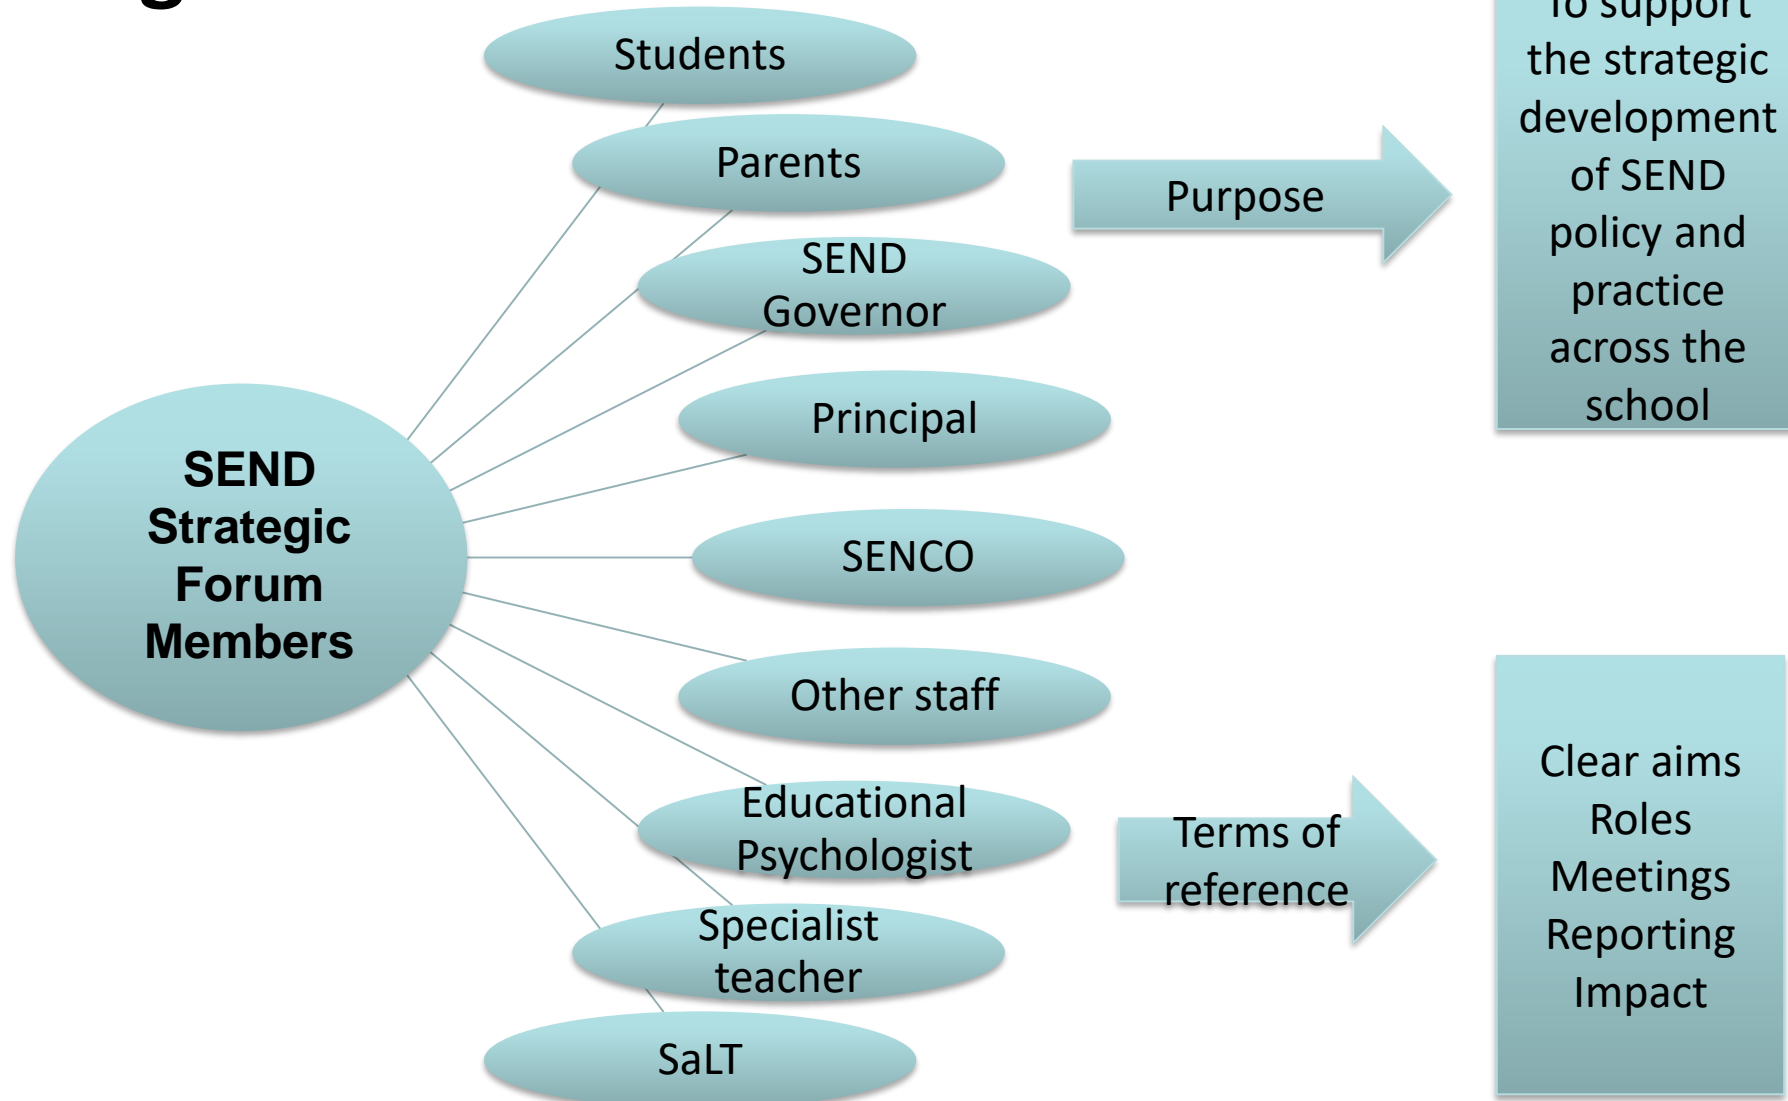 Students
Parents
SEND
Governor
Principal
SENCO
Other staff
Educational
Psychologist
Specialist
teacher
SaLT
SEND
Strategic
Forum
Members
Purpose
To support
the strategic
development
of SEND
policy and
practice
across the
school
Terms of
reference
Clear aims
Roles
Meetings
Reporting
Impact